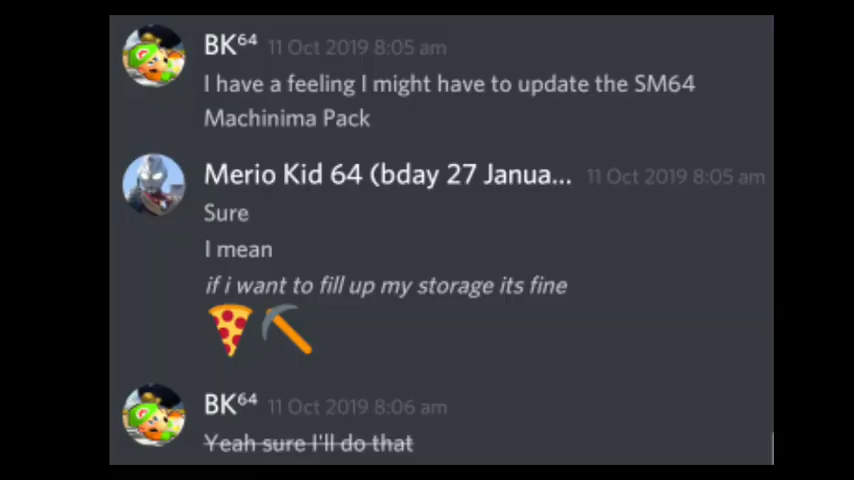 BK⁶⁴ 11 Oct 2019 8:05 am
I have a feeling I might have to update the SM64
Machinima Pack
Merio Kid 64 (bday 27 Janua... 11 Oct 2019 8:05 am
Sure
I mean
if i want to fill up my storage its fine
🍕⛏
BK⁶⁴ 11 Oct 2019 8:06 am
Yeah sure I'll do that